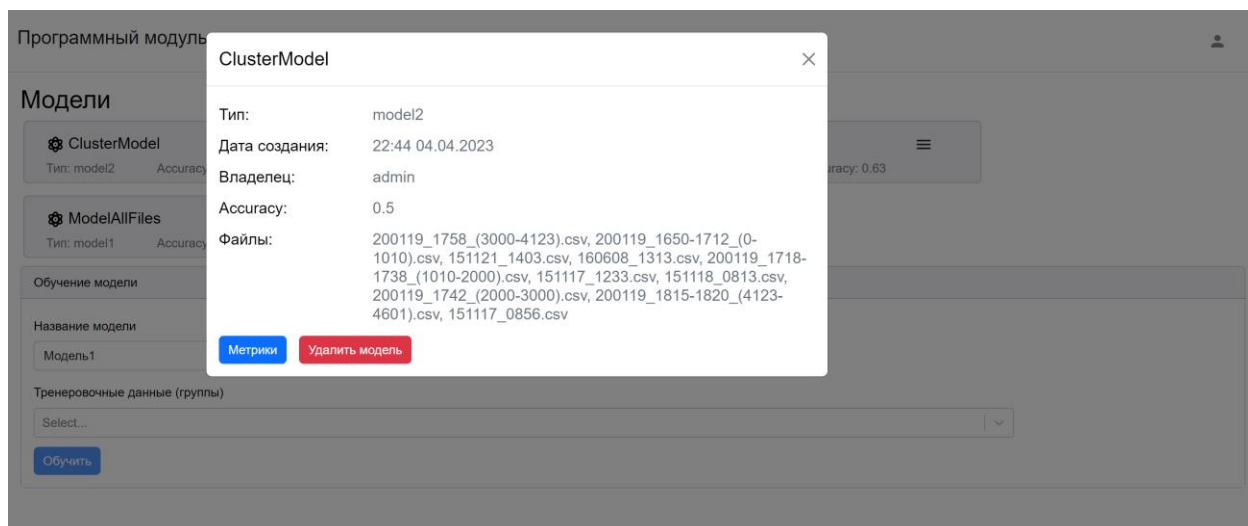 Программный модуль
Модели
ClusterModel
Тип: model2 Accuracy
uracy: 0.63
ModelAllFiles
Тип: model1 Accuracy
Обучение модели
Название модели
Модель1
Тренеровочные данные (группы)
Select...
Обучить
ClusterModel
Тип: model2
Дата создания: 22:44 04.04.2023
Владелец: admin
Accuracy: 0.5
Файлы: 200119_1758_(3000-4123).csv, 200119_1650-1712_(0-
1010).csv, 151121_1403.csv, 160608_1313.csv, 200119_1718-
1738_(1010-2000).csv, 151117_1233.csv, 151118_0813.csv,
200119_1742_(2000-3000).csv, 200119_1815-1820_(4123-
4601).csv, 151117_0856.csv
Метрики Удалить модель